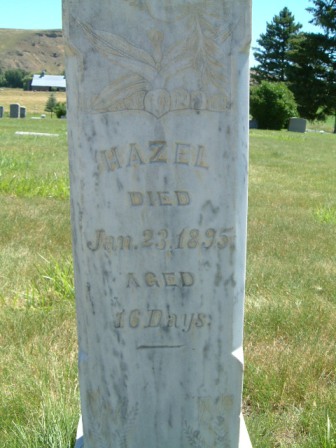 HAZEL
DIED
Jan. 23, 1895.
AGED
16 Days.